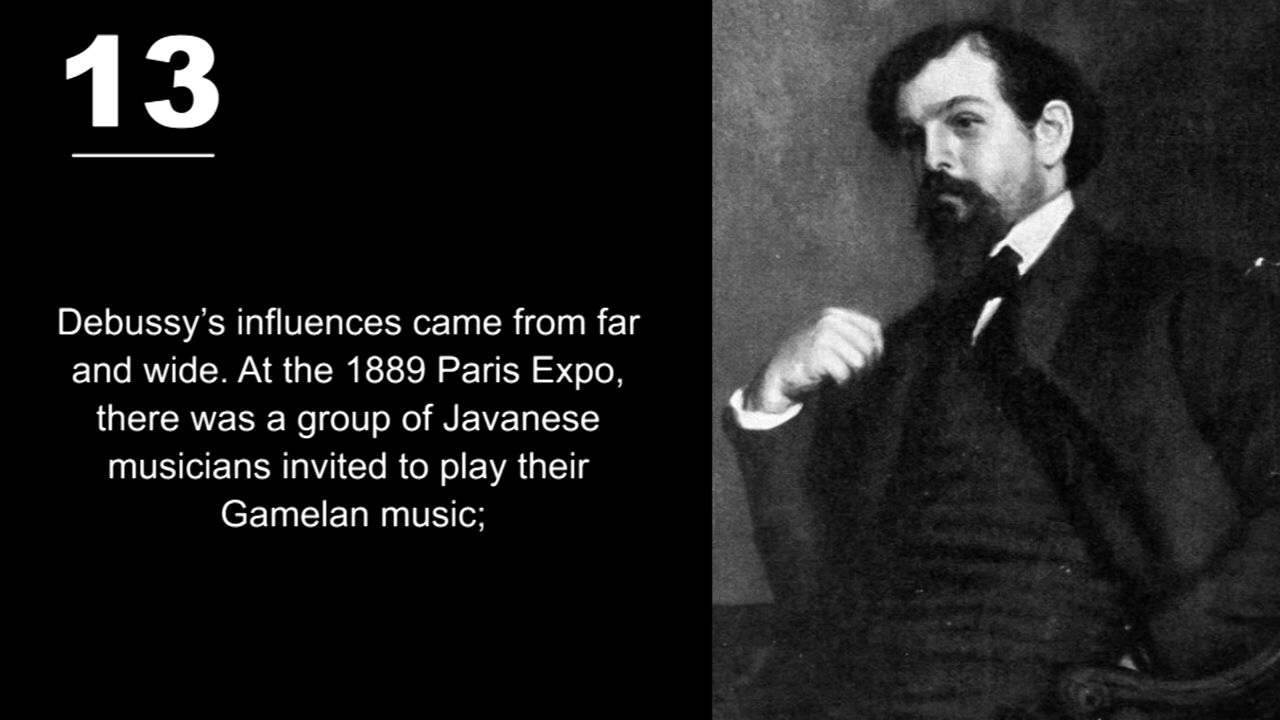 13
Debussy’s influences came from far
and wide. At the 1889 Paris Expo,
there was a group of Javanese
musicians invited to play their
Gamelan music;